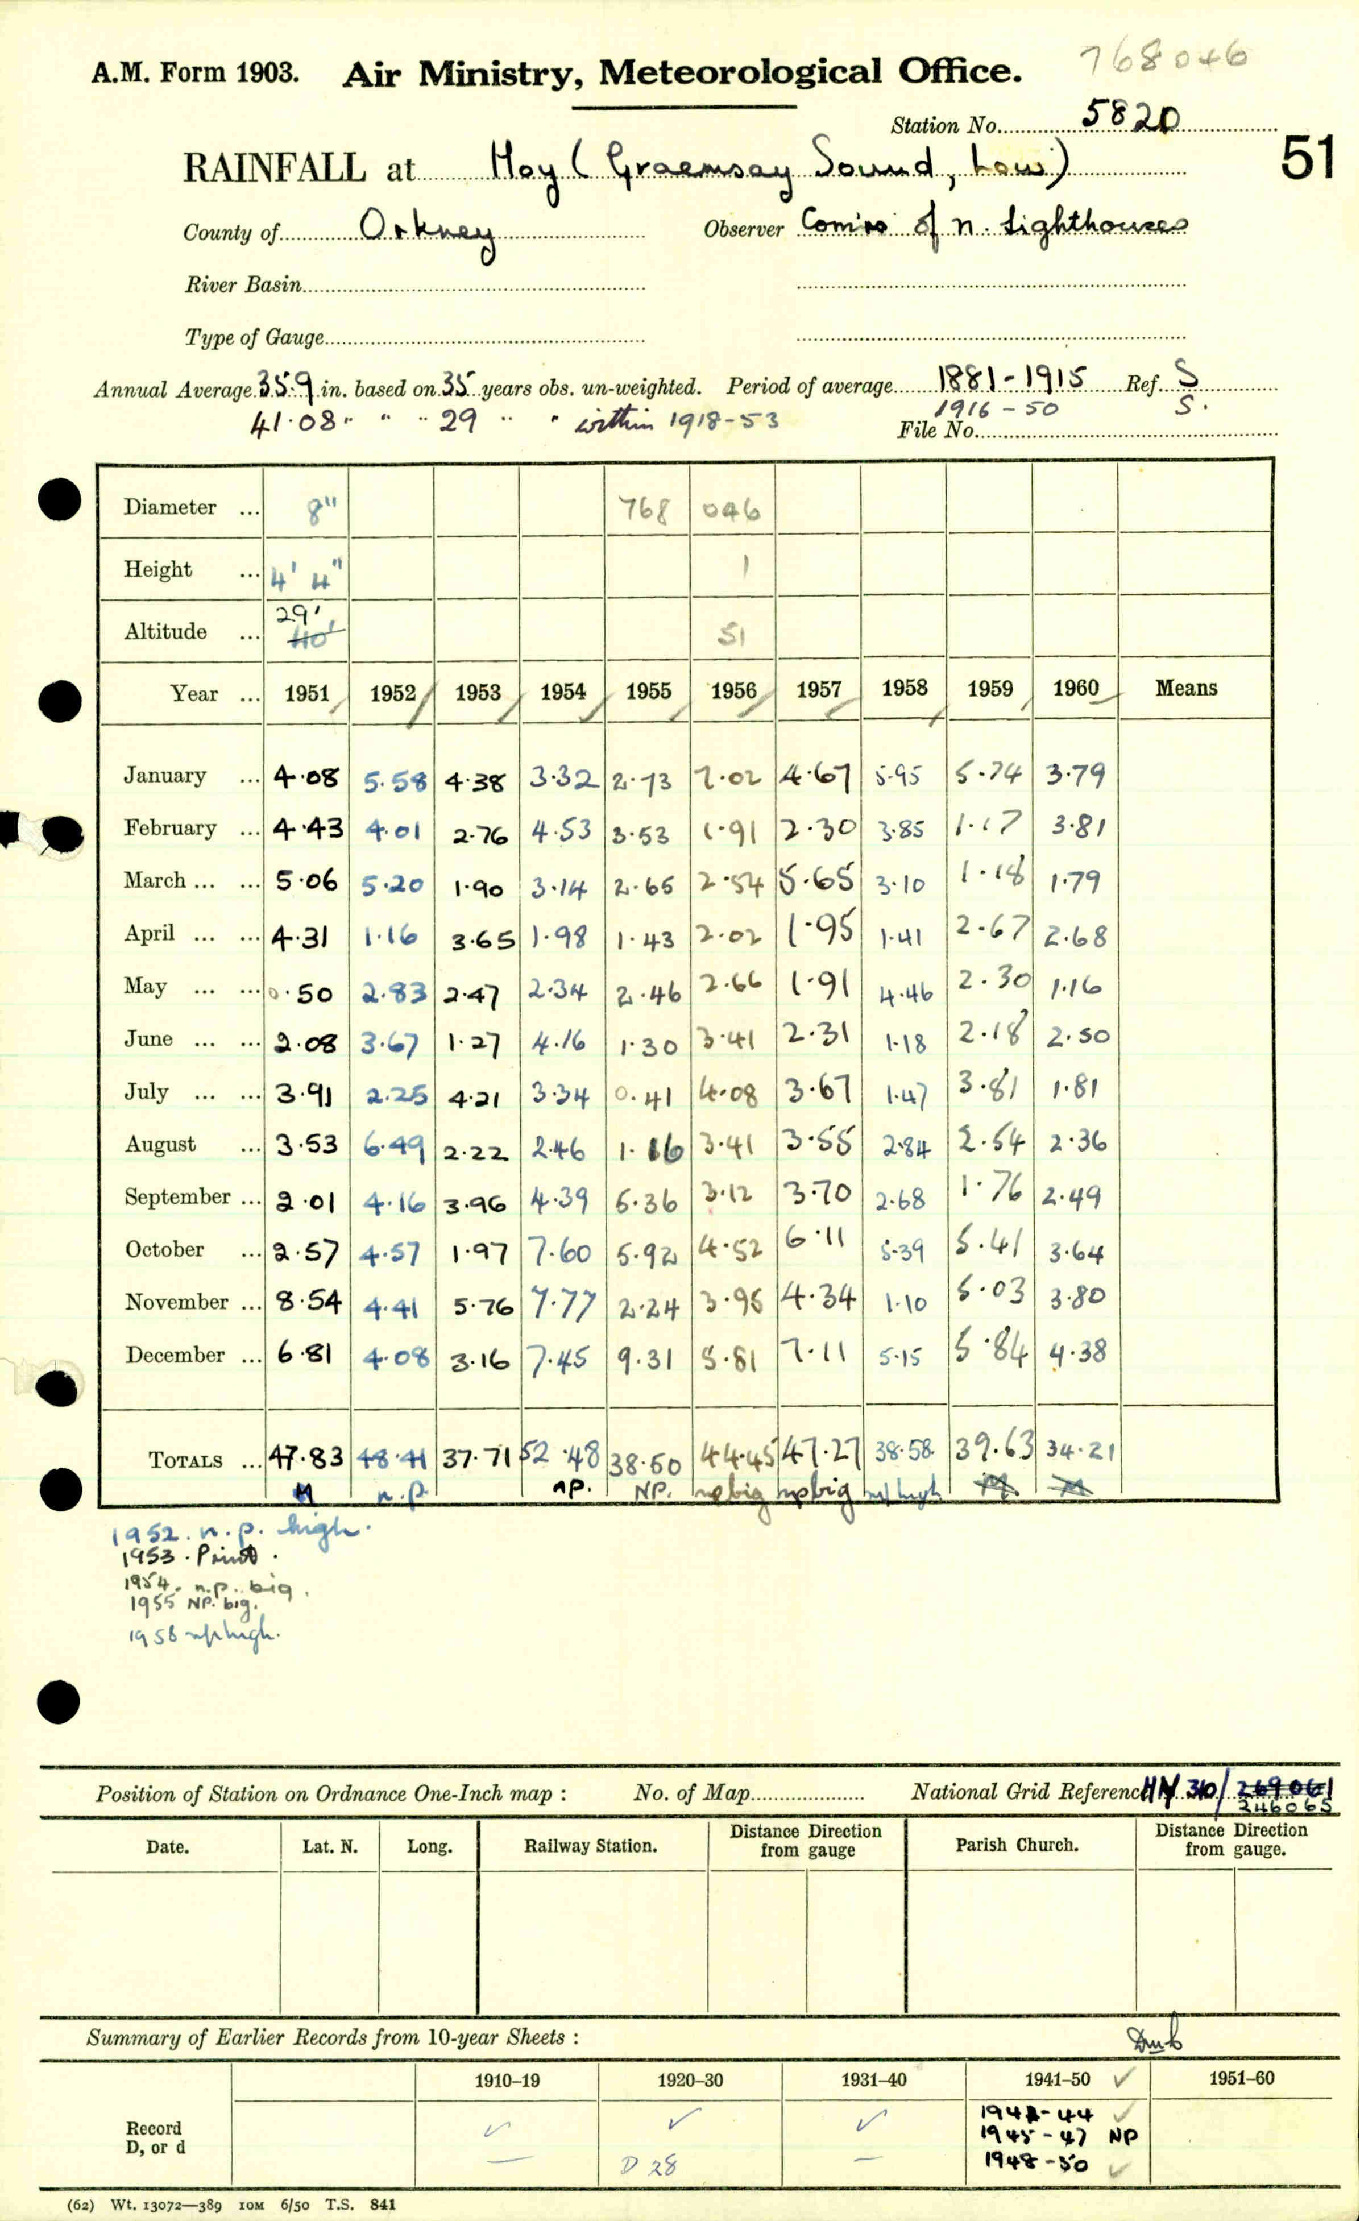 768046
A.M. Form 1903. Air Ministry, Meteorological Office.
Station No. 5820
51
RAINFALL at Hoy (Graemsay Sound, Low)
County of Orkney Observer Com'rs of N. Lighthouses
River Basin
Type of Gauge
Annual Average 35.9 in. based on 35 years obs. un-weighted. Period of average 1881-1915 Ref. S
41.08 " " " 29 " " within 1918-53 1916-50 S.
File No.
Diameter ... 8" 768 046
Height ... 4' 4" 1
Altitude ... 29' 40' 51
Year ... 1951 1952 1953 1954 1955 1956 1957 1958 1959 1960 Means
January ... 4.08 5.58 4.38 3.32 2.73 7.02 4.67 5.95 5.74 3.79
February ... 4.43 4.01 2.76 4.53 3.53 1.91 2.30 3.85 1.17 3.81
March ... ... 5.06 5.20 1.90 3.14 2.65 2.54 5.65 3.10 1.18 1.79
April ... ... 4.31 1.16 3.65 1.98 1.43 2.02 1.95 1.41 2.67 2.68
May ... ... 0.50 2.83 2.47 2.34 2.46 2.66 1.91 4.46 2.30 1.16
June ... ... 2.08 3.67 1.27 4.16 1.30 3.41 2.31 1.18 2.18 2.50
July ... ... 3.91 2.25 4.21 3.34 0.41 4.08 3.67 1.47 3.81 1.81
August ... 3.53 6.49 2.22 2.46 1.16 3.41 3.55 2.84 2.54 2.36
September ... 2.01 4.16 3.96 4.39 5.36 3.12 3.70 2.68 1.76 2.49
October ... 2.57 4.57 1.97 7.60 5.92 4.52 6.11 5.39 5.41 3.64
November ... 8.54 4.41 5.76 7.77 2.24 3.95 4.34 1.10 5.03 3.80
December ... 6.81 4.08 3.16 7.45 9.31 5.81 7.11 5.15 5.84 4.38
TOTALS ... 47.83 48.41 37.71 52.48 38.50 44.45 47.27 38.58 39.63 34.21
M n.p. np. NP. np big np big np high M M
1952. n.p. high.
1953. Print.
1954. n.p. big.
1955 NP. big.
1958 np high.
Position of Station on Ordnance One-Inch map : No. of Map National Grid Reference HY 30/ 269061
246065
Date. Lat. N. Long. Railway Station. Distance from gauge Direction Parish Church. Distance from gauge. Direction
Summary of Earlier Records from 10-year Sheets :
1910–19 1920–30 1931–40 1941–50 ✓ 1951–60
Record ✓ ✓ ✓ 1941-44 ✓
D, or d — D 28 — 1945-47 NP
1948-50 ✓
(62) Wt. 13072—389 10M 6/50 T.S. 841